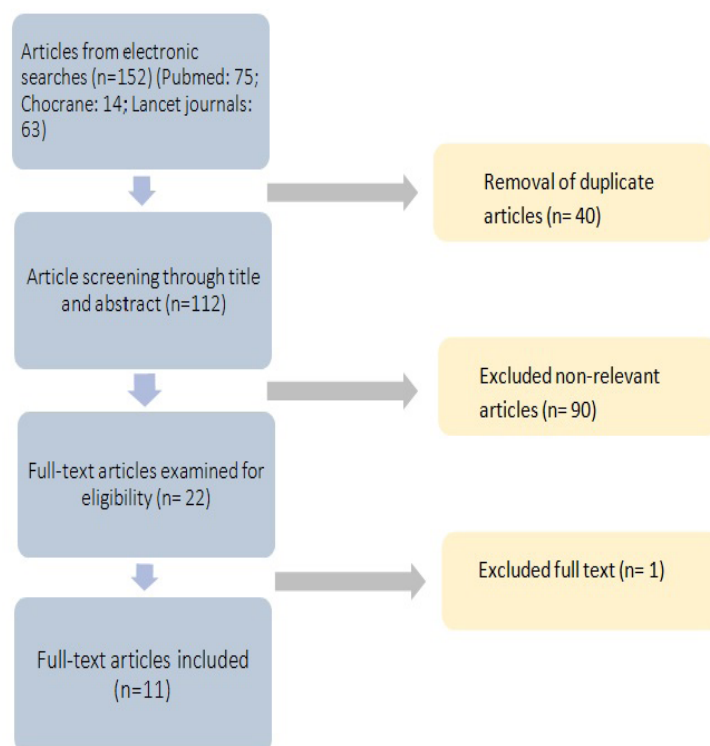 Articles from electronic
searches (n=152) (Pubmed: 75;
Chocrane: 14; Lancet journals:
63)
Removal of duplicate
articles (n= 40)
Article screening through title
and abstract (n=112)
Excluded non-relevant
articles (n= 90)
Full-text articles examined for
eligibility (n= 22)
Excluded full text (n= 1)
Full-text articles included
(n=11)